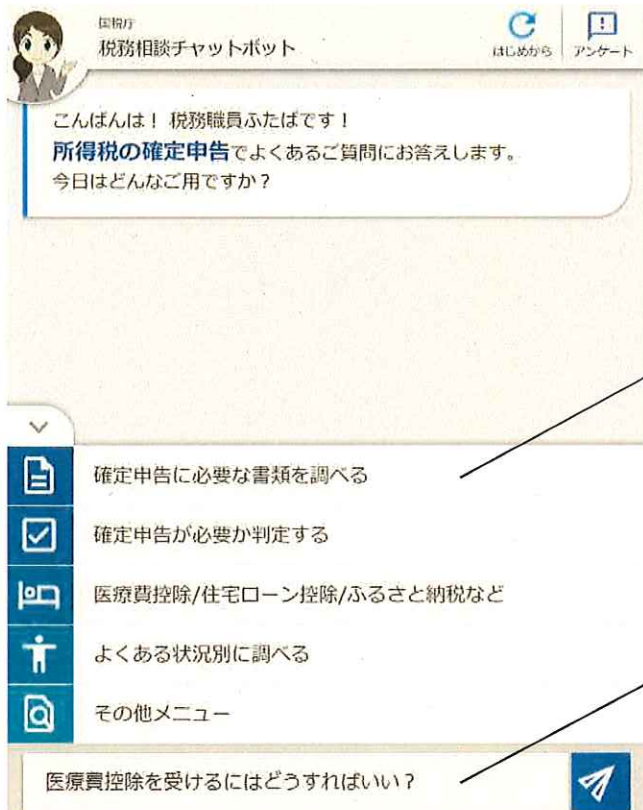 国税庁
税務相談チャットボット
はじめから
アンケート
こんばんは! 税務職員ふたばです!
所得税の確定申告でよくあるご質問にお答えします。
今日はどんなご用ですか?
確定申告に必要な書類を調べる
確定申告が必要か判定する
医療費控除/住宅ローン控除/ふるさと納税など
よくある状況別に調べる
その他メニュー
医療費控除を受けるにはどうすればいい?